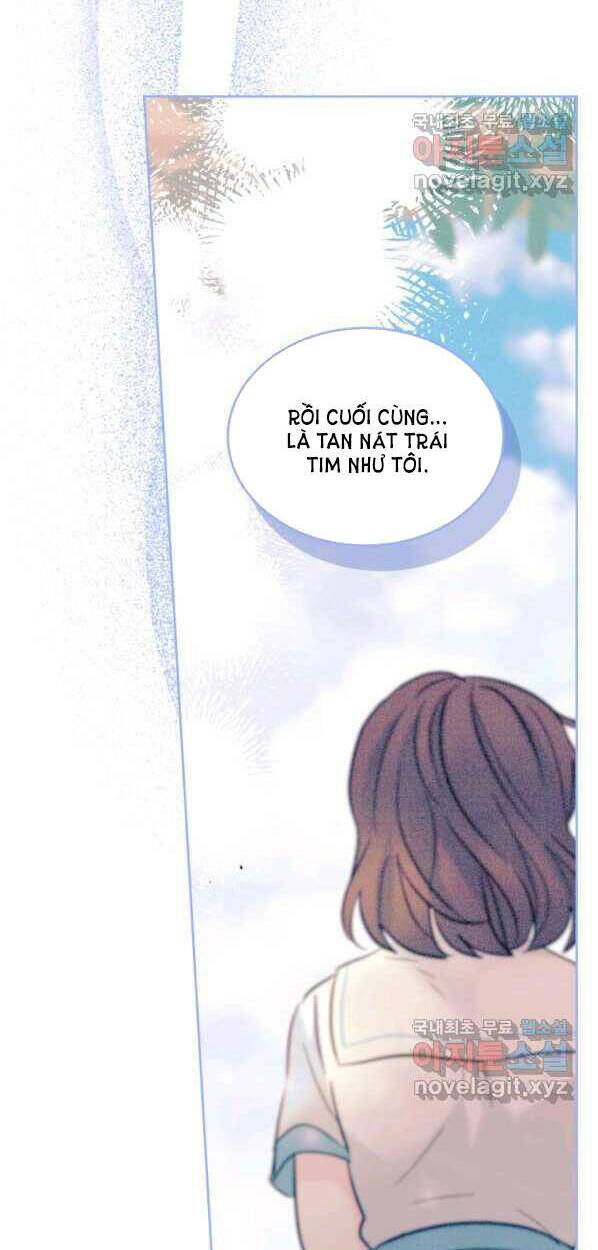 국내최초 무료 웹소설
아지툰소설
novelagit.xyz
RỒI CUỐI CÙNG...
LÀ TAN NÁT TRÁI
TIM NHƯ TÔI.
국내최초 무료 웹소설
아지툰소설
novelagit.xyz